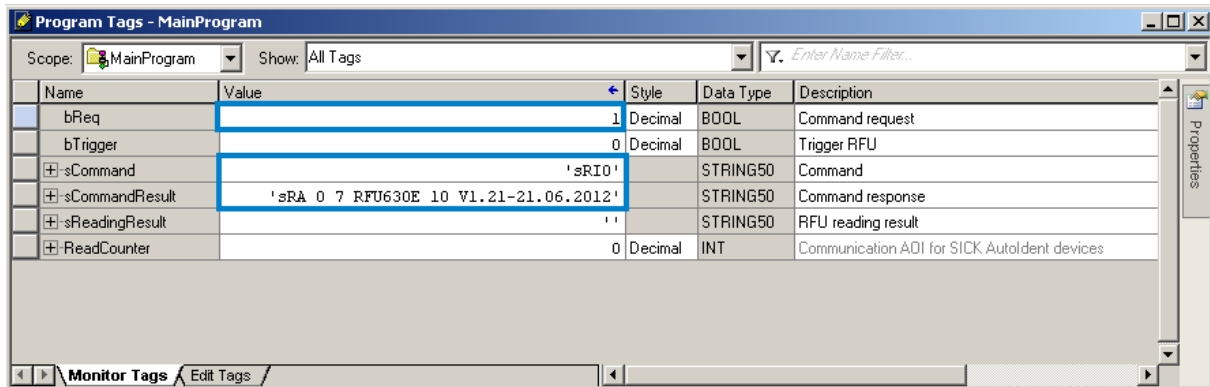 Program Tags - MainProgram
Scope: MainProgram Show: All Tags Enter Name Filter...
Name Value Style Data Type Description
bReq 1 Decimal BOOL Command request
bTrigger 0 Decimal BOOL Trigger RFU
sCommand 'sRI0' STRING50 Command
sCommandResult 'sRA 0 7 RFU630E 10 V1.21-21.06.2012' STRING50 Command response
sReadingResult '' STRING50 RFU reading result
ReadCounter 0 Decimal INT Communication AOI for SICK AutoIdent devices
Properties
Monitor Tags Edit Tags